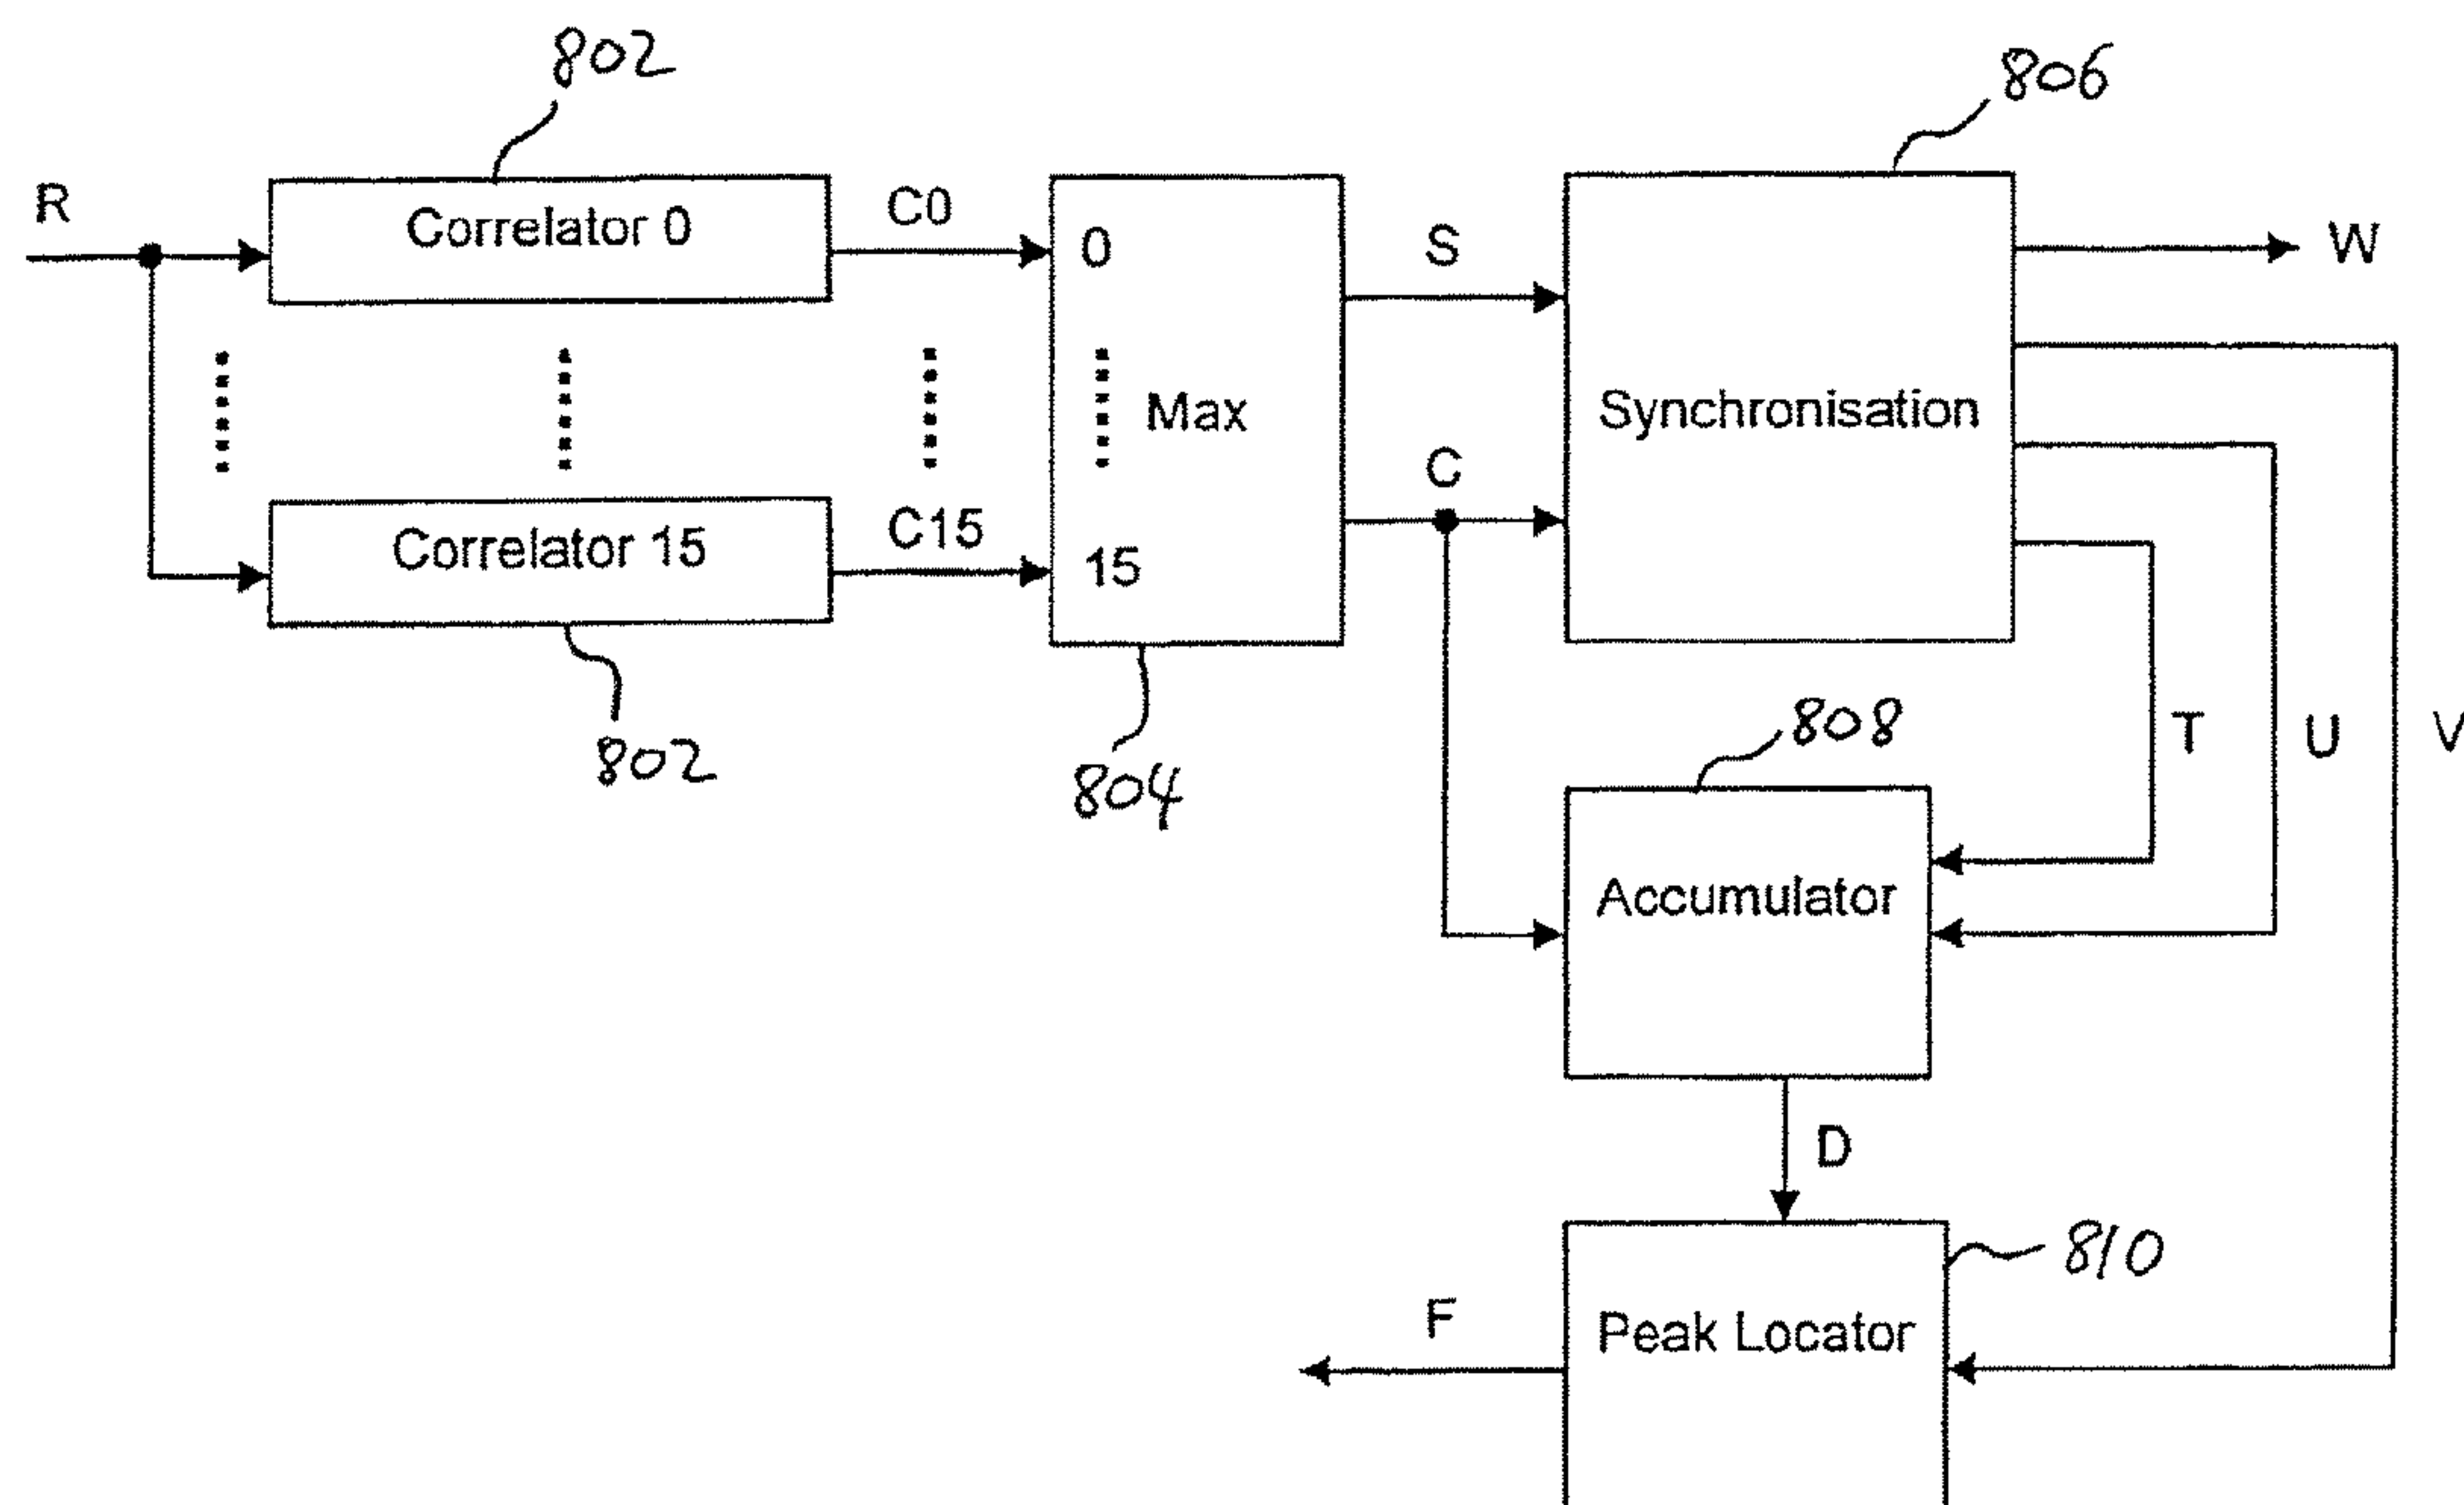 802
806
R
Correlator 0
C0
0
S
W
Max
Synchronisation
C
Correlator 15
C15
15
802
804
808
T
U
V
Accumulator
D
810
F
Peak Locator